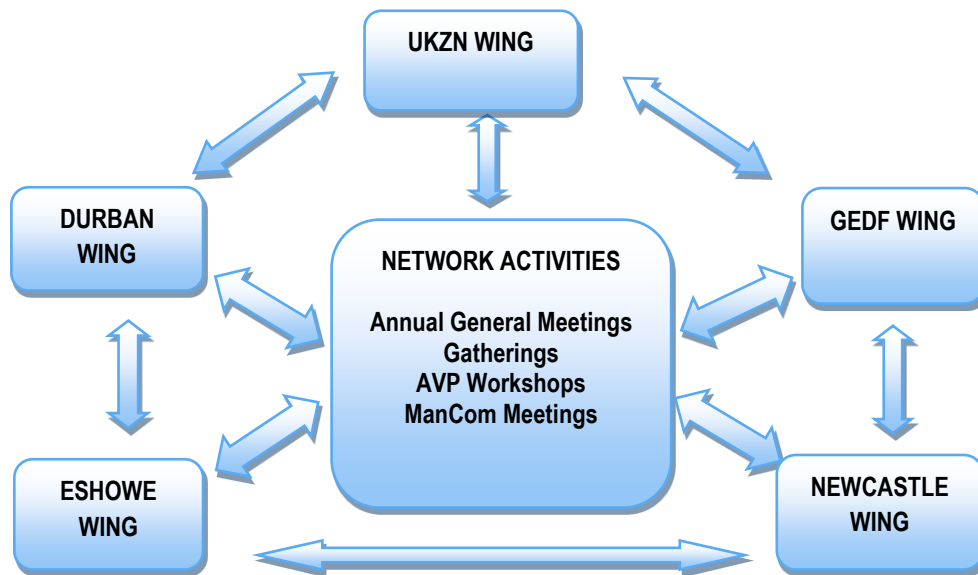 UKZN WING
DURBAN
WING
GEDF WING
NETWORK ACTIVITIES
Annual General Meetings
Gatherings
AVP Workshops
ManCom Meetings
ESHOWE
WING
NEWCASTLE
WING